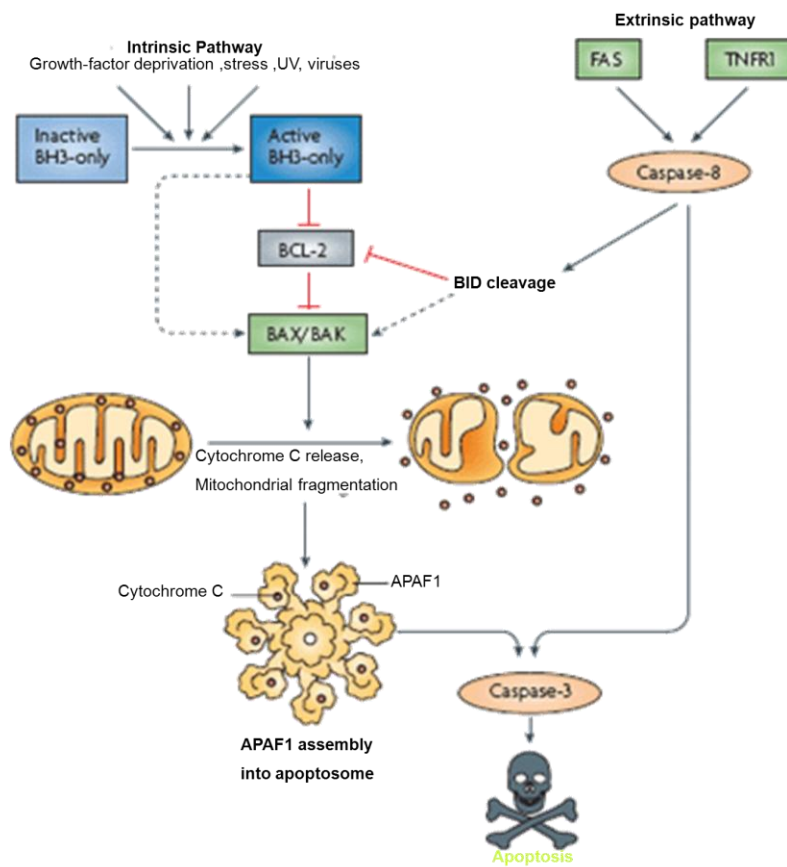 Extrinsic pathway
Intrinsic Pathway
Growth-factor deprivation ,stress ,UV, viruses
FAS
TNFR1
Inactive
BH3-only
Active
BH3-only
Caspase-8
BCL-2
BID cleavage
BAX/BAK
Cytochrome C release,
Mitochondrial fragmentation
Cytochrome C
APAF1
Caspase-3
APAF1 assembly
into apoptosome
Apoptosis